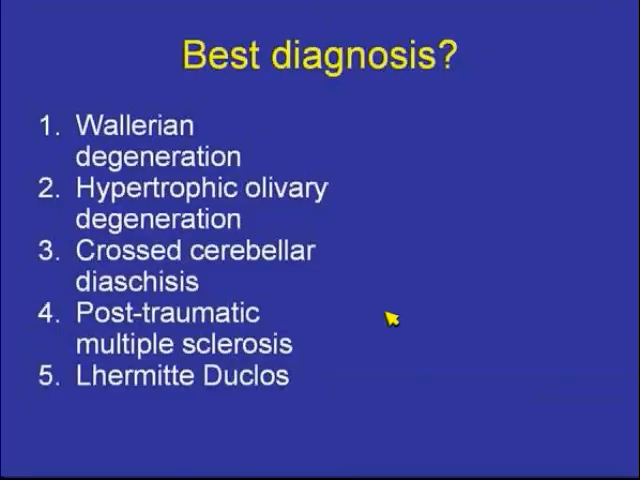 Best diagnosis?
1. Wallerian
degeneration
2. Hypertrophic olivary
degeneration
3. Crossed cerebellar
diaschisis
4. Post-traumatic
multiple sclerosis
5. Lhermitte Duclos